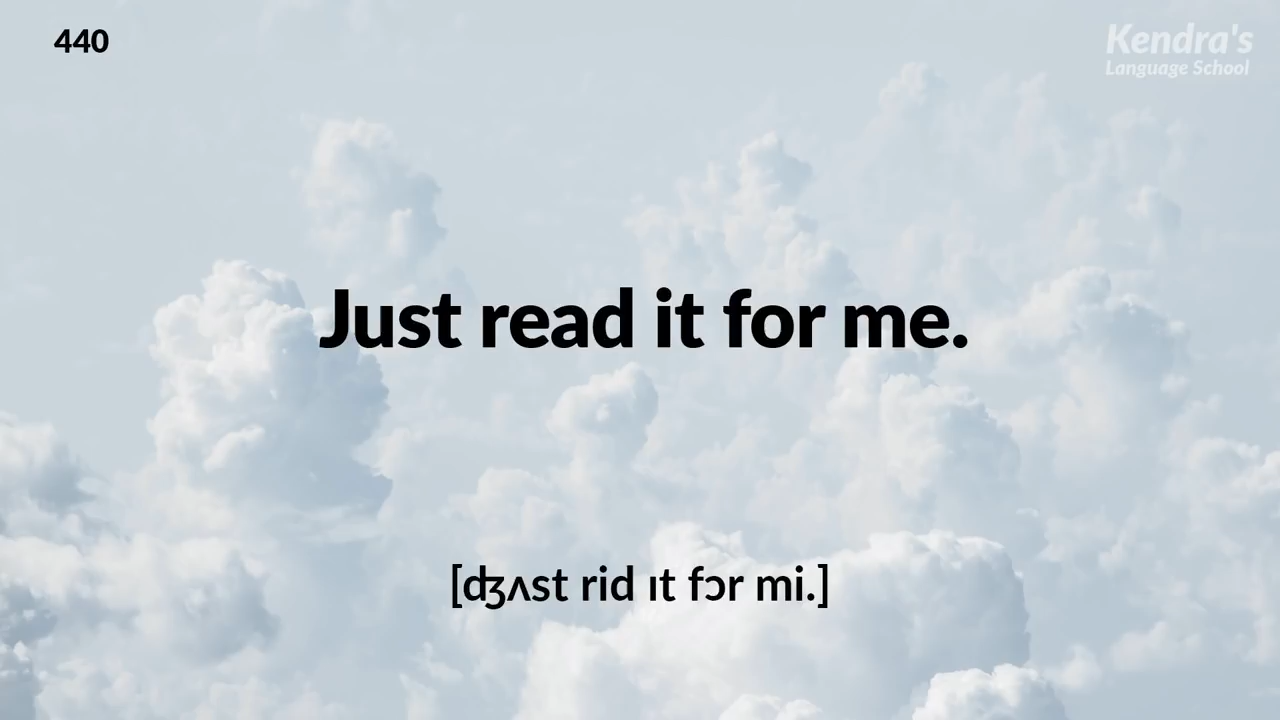 440
Kendra's
Language School
Just read it for me.
[ʤʌst rid ɪt fɔr mi.]